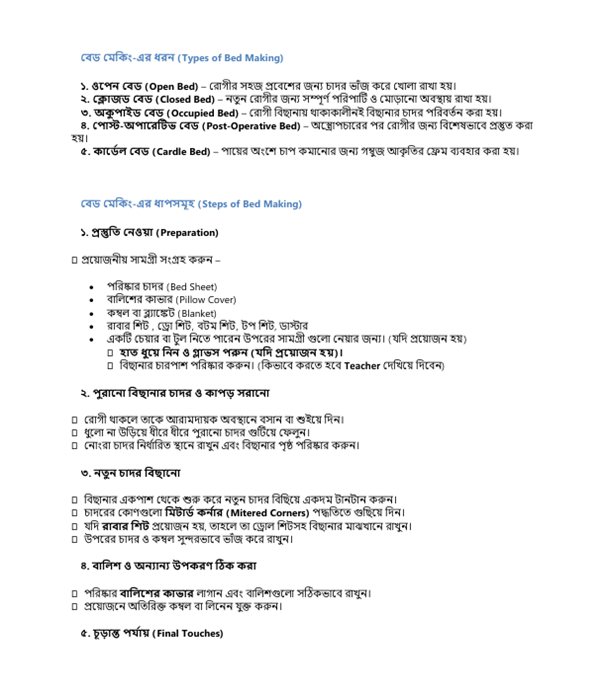 বেড মেকিং-এর ধরন (Types of Bed Making)
১. ওপেন বেড (Open Bed) – রোগীর সহজ প্রবেশের জন্য চাদর ভাঁজ করে খোলা রাখা হয়।
২. ক্লোজড বেড (Closed Bed) – নতুন রোগীর জন্য সম্পূর্ণ পরিপাটি ও মোড়ানো অবস্থায় রাখা হয়।
৩. অকুপাইড বেড (Occupied Bed) – রোগী বিছানায় থাকাকালীনই বিছানার চাদর পরিবর্তন করা হয়।
৪. পোস্ট-অপারেটিভ বেড (Post-Operative Bed) – অস্ত্রোপচারের পর রোগীর জন্য বিশেষভাবে প্রস্তুত করা
হয়।
৫. কার্ডেল বেড (Cardle Bed) – পায়ের অংশে চাপ কমানোর জন্য গম্বুজ আকৃতির ফ্রেম ব্যবহার করা হয়।
বেড মেকিং-এর ধাপসমূহ (Steps of Bed Making)
১. প্রস্তুতি নেওয়া (Preparation)
প্রয়োজনীয় সামগ্রী সংগ্রহ করুন –
• পরিষ্কার চাদর (Bed Sheet)
• বালিশের কাভার (Pillow Cover)
• কম্বল বা ব্ল্যাঙ্কেট (Blanket)
• রাবার শিট , ড্রো শিট, বটম শিট, টপ শিট, ডাস্টার
• একটি চেয়ার বা টুল নিতে পারেন উপরের সামগ্রী গুলো নেয়ার জন্য। (যদি প্রয়োজন হয়)
হাত ধুয়ে নিন ও গ্লাভস পরুন (যদি প্রয়োজন হয়)।
বিছানার চারপাশ পরিষ্কার করুন। (কিভাবে করতে হবে Teacher দেখিয়ে দিবেন)
২. পুরানো বিছানার চাদর ও কাপড় সরানো
রোগী থাকলে তাকে আরামদায়ক অবস্থানে বসান বা শুইয়ে দিন।
ধুলো না উড়িয়ে ধীরে ধীরে পুরানো চাদর গুটিয়ে ফেলুন।
নোংরা চাদর নির্ধারিত স্থানে রাখুন এবং বিছানার পৃষ্ঠ পরিষ্কার করুন।
৩. নতুন চাদর বিছানো
বিছানার একপাশ থেকে শুরু করে নতুন চাদর বিছিয়ে একদম টানটান করুন।
চাদরের কোণগুলো মিটার্ড কর্নার (Mitered Corners) পদ্ধতিতে গুছিয়ে দিন।
যদি রাবার শিট প্রয়োজন হয়, তাহলে তা ড্রোল শিটসহ বিছানার মাঝখানে রাখুন।
উপরের চাদর ও কম্বল সুন্দরভাবে ভাঁজ করে রাখুন।
৪. বালিশ ও অন্যান্য উপকরণ ঠিক করা
পরিষ্কার বালিশের কাভার লাগান এবং বালিশগুলো সঠিকভাবে রাখুন।
প্রয়োজনে অতিরিক্ত কম্বল বা লিনেন যুক্ত করুন।
৫. চূড়ান্ত পর্যায় (Final Touches)